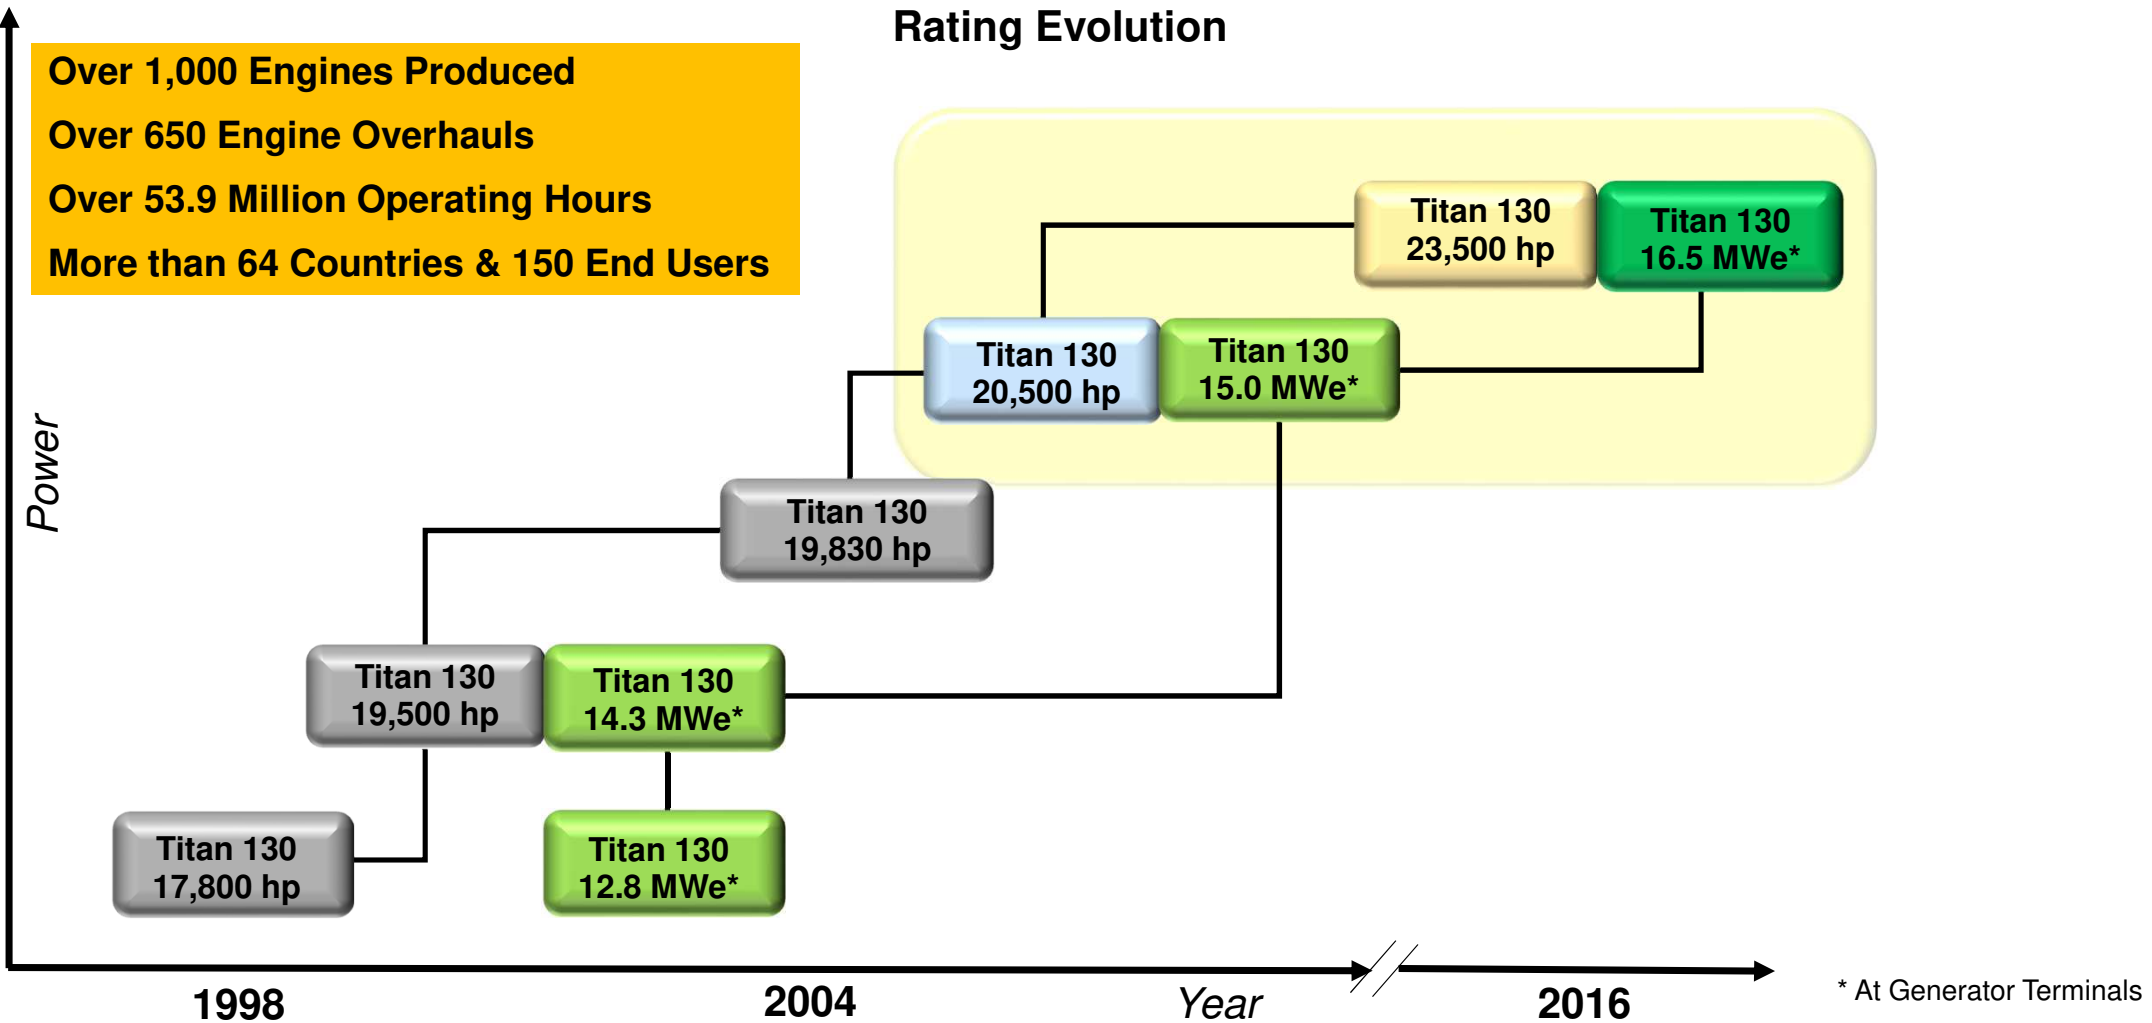 Rating Evolution
Over 1,000 Engines Produced
Over 650 Engine Overhauls
Over 53.9 Million Operating Hours
More than 64 Countries & 150 End Users
Titan 130
23,500 hp
Titan 130
16.5 MWe*
Titan 130
20,500 hp
Titan 130
15.0 MWe*
Power
Titan 130
19,830 hp
Titan 130
19,500 hp
Titan 130
14.3 MWe*
Titan 130
17,800 hp
Titan 130
12.8 MWe*
1998
2004
Year
2016
* At Generator Terminals